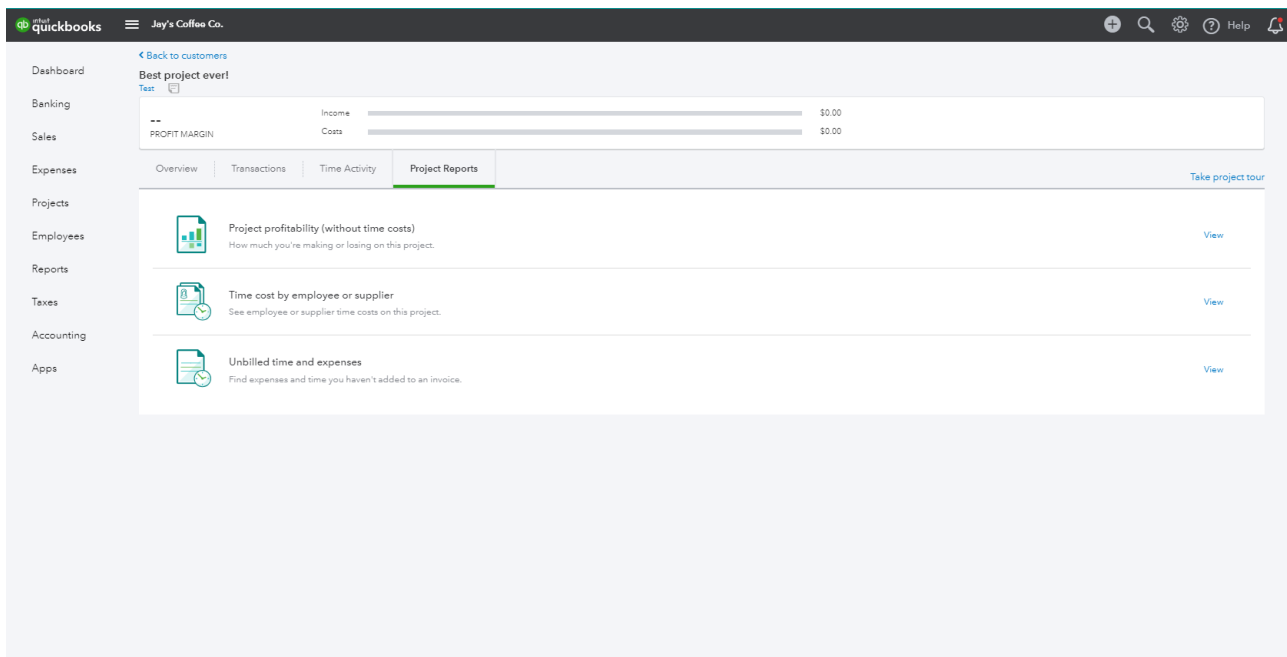 qb intuit quickbooks Jay's Coffee Co. ? Help
Dashboard
Banking
Sales
Expenses
Projects
Employees
Reports
Taxes
Accounting
Apps
Back to customers
Best project ever!
Test
--
PROFIT MARGIN
Income $0.00
Costs $0.00
Overview Transactions Time Activity Project Reports
Take project tour
Project profitability (without time costs)
How much you're making or losing on this project.
View
Time cost by employee or supplier
See employee or supplier time costs on this project.
View
Unbilled time and expenses
Find expenses and time you haven't added to an invoice.
View